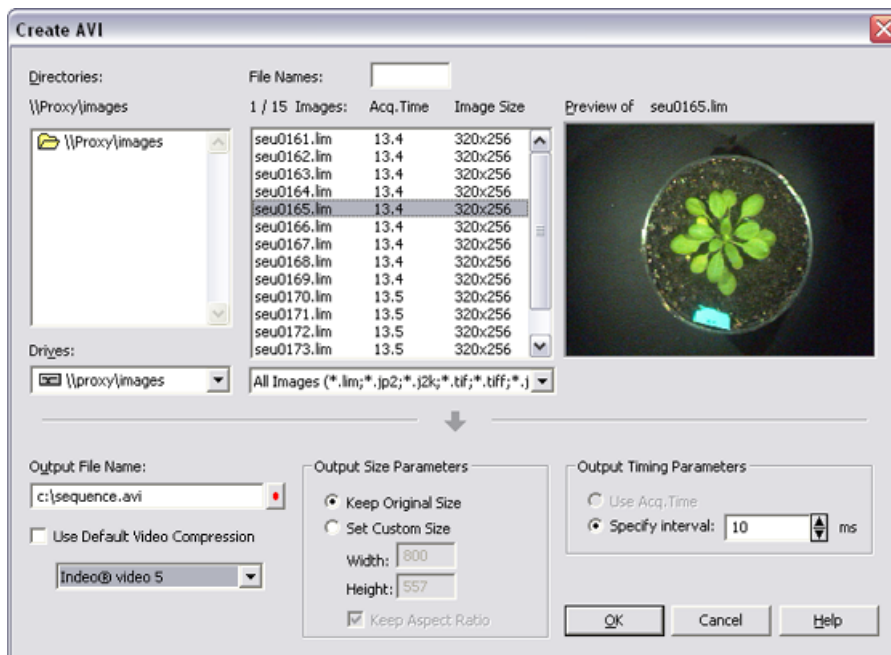 Create AVI
Directories:
File Names:
\\Proxy\images
1 / 15 Images: Acq.Time Image Size
Preview of seu0165.lim
\\Proxy\images
seu0161.lim 13.4 320x256
seu0162.lim 13.4 320x256
seu0163.lim 13.4 320x256
seu0164.lim 13.4 320x256
seu0165.lim 13.4 320x256
seu0166.lim 13.4 320x256
seu0167.lim 13.4 320x256
seu0168.lim 13.4 320x256
seu0169.lim 13.4 320x256
seu0170.lim 13.5 320x256
seu0171.lim 13.5 320x256
seu0172.lim 13.5 320x256
seu0173.lim 13.5 320x256
Drives:
\\proxy\images
All Images (*.lim;*.jp2;*.j2k;*.tif;*.tiff;*.j
Output File Name:
c:\sequence.avi
Use Default Video Compression
Indeo® video 5
Output Size Parameters
Keep Original Size
Set Custom Size
Width: 800
Height: 557
Keep Aspect Ratio
Output Timing Parameters
Use Acq.Time
Specify interval: 10 ms
OK Cancel Help